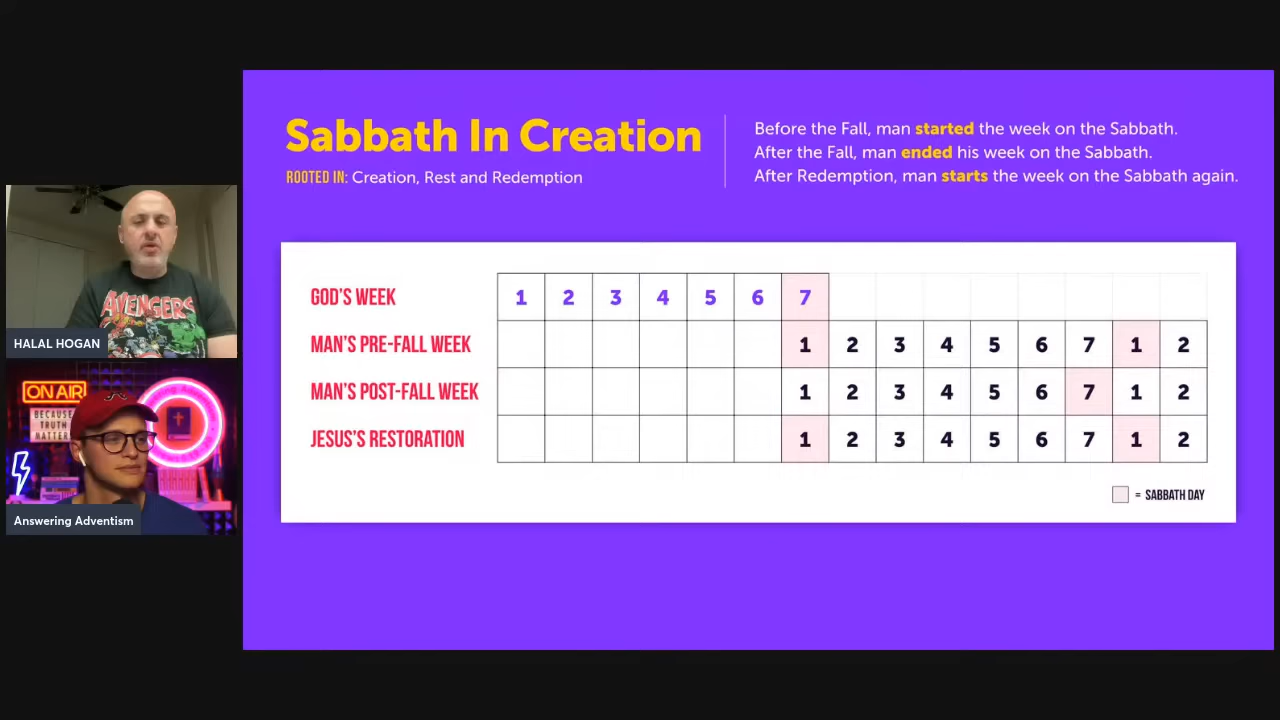 Sabbath In Creation
ROOTED IN: Creation, Rest and Redemption
Before the Fall, man started the week on the Sabbath.
After the Fall, man ended his week on the Sabbath.
After Redemption, man starts the week on the Sabbath again.
GOD'S WEEK 1 2 3 4 5 6 7
MAN'S PRE-FALL WEEK 1 2 3 4 5 6 7 1 2
MAN'S POST-FALL WEEK 1 2 3 4 5 6 7 1 2
JESUS'S RESTORATION 1 2 3 4 5 6 7 1 2
= SABBATH DAY
AVENGERS
HALAL HOGAN
ON AIR
BECAUSE
TRUTH
MATTERS
Answering Adventism